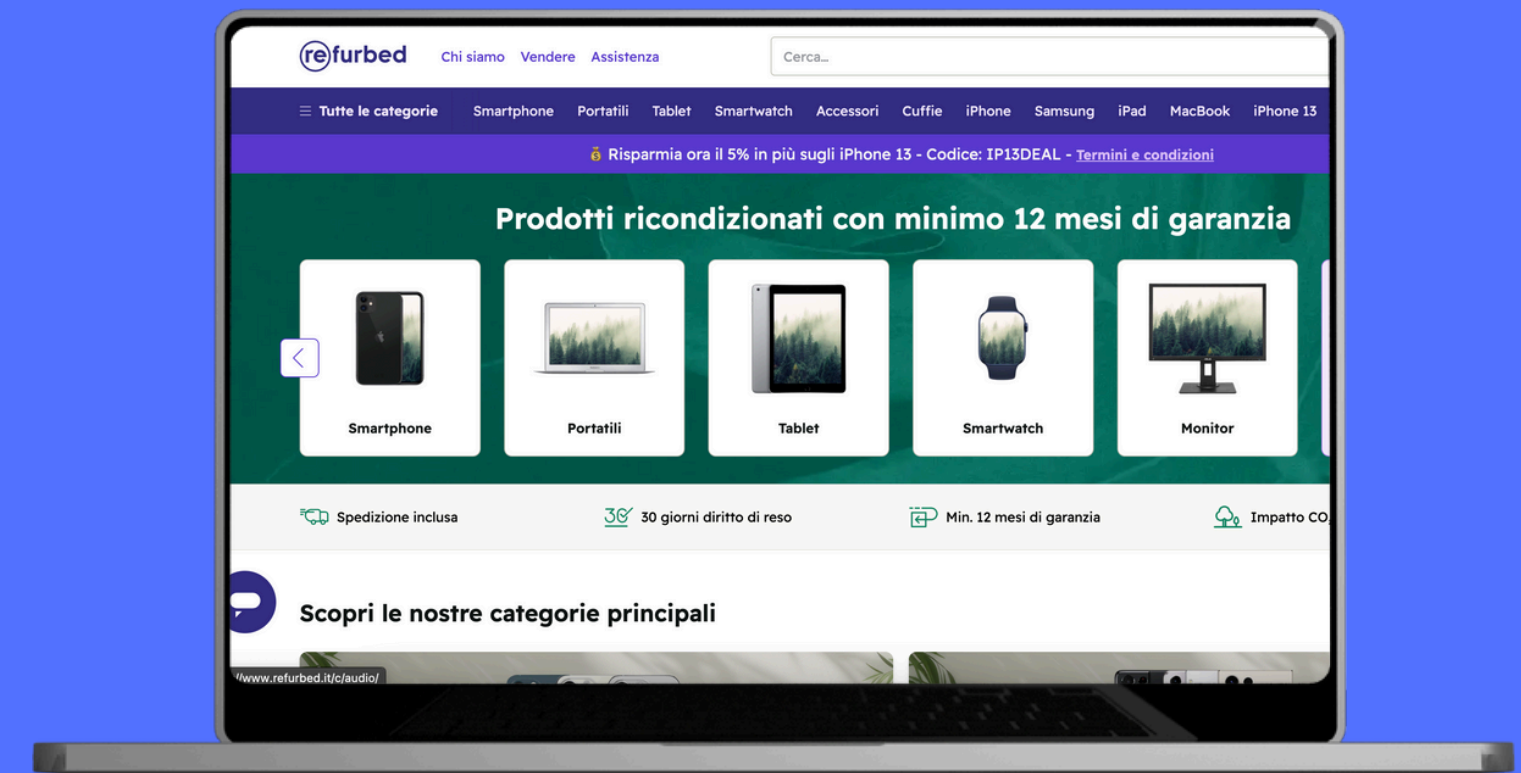 refurbed Chi siamo Vendere Assistenza Cerca...
Tutte le categorie Smartphone Portatili Tablet Smartwatch Accessori Cuffie iPhone Samsung iPad MacBook iPhone 13
Risparmia ora il 5% in più sugli iPhone 13 - Codice: IP13DEAL - Termini e condizioni
Prodotti ricondizionati con minimo 12 mesi di garanzia
Smartphone Portatili Tablet Smartwatch Monitor
Spedizione inclusa 30 30 giorni diritto di reso Min. 12 mesi di garanzia Impatto CO
Scopri le nostre categorie principali
//www.refurbed.it/c/audio/